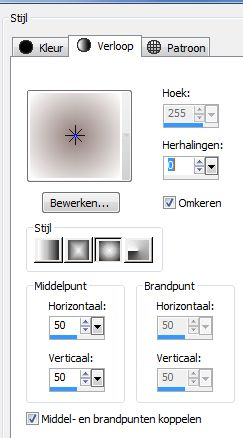 Stijl
Kleur Verloop Patroon
Hoek:
255
Herhalingen:
0
Bewerken...
Omkeren
Stijl
Middelpunt Brandpunt
Horizontaal: Horizontaal:
50 50
Verticaal: Verticaal:
50 50
Middel- en brandpunten koppelen